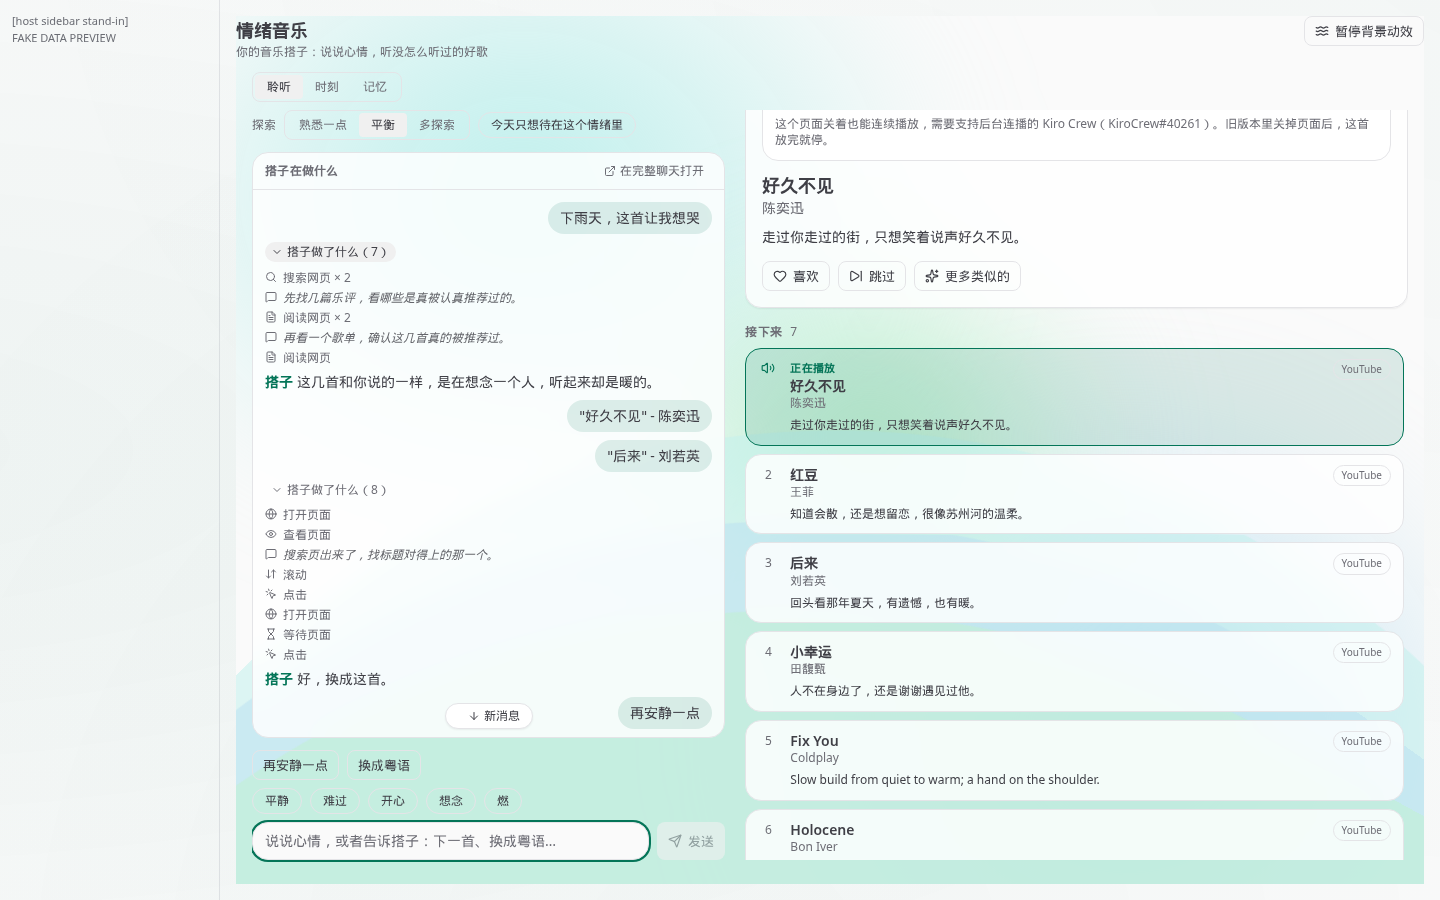 [host sidebar stand-in]
FAKE DATA PREVIEW
情绪音乐
你的音乐搭子：说说心情，听没怎么听过的好歌
暂停背景动效
聆听
时刻
记忆
探索
熟悉一点
平衡
多探索
今天只想待在这个情绪里
搭子在做什么
在完整聊天打开
下雨天，这首让我想哭
搭子做了什么（7）
搜索网页 × 2
先找几篇乐评，看哪些是真被认真推荐过的。
阅读网页 × 2
再看一个歌单，确认这几首真的被推荐过。
阅读网页
搭子 这几首和你说的一样，是在想念一个人，听起来却是暖的。
"好久不见" - 陈奕迅
"后来" - 刘若英
搭子做了什么（8）
打开页面
查看页面
搜索页出来了，找标题对得上的那一个。
滚动
点击
打开页面
等待页面
点击
搭子 好，换成这首。
新消息
再安静一点
再安静一点
换成粤语
平静
难过
开心
想念
燃
说说心情，或者告诉搭子：下一首、换成粤语...
发送
这个页面关着也能连续播放，需要支持后台连播的 Kiro Crew（KiroCrew#40261）。旧版本里关掉页面后，这首
放完就停。
好久不见
陈奕迅
走过你走过的街，只想笑着说声好久不见。
喜欢
跳过
更多类似的
接下来 7
正在播放
YouTube
好久不见
陈奕迅
走过你走过的街，只想笑着说声好久不见。
2
红豆
YouTube
王菲
知道会散，还是想留恋，很像苏州河的温柔。
3
后来
YouTube
刘若英
回头看那年夏天，有遗憾，也有暖。
4
小幸运
YouTube
田馥甄
人不在身边了，还是谢谢遇见过他。
5
Fix You
YouTube
Coldplay
Slow build from quiet to warm; a hand on the shoulder.
6
Holocene
YouTube
Bon Iver